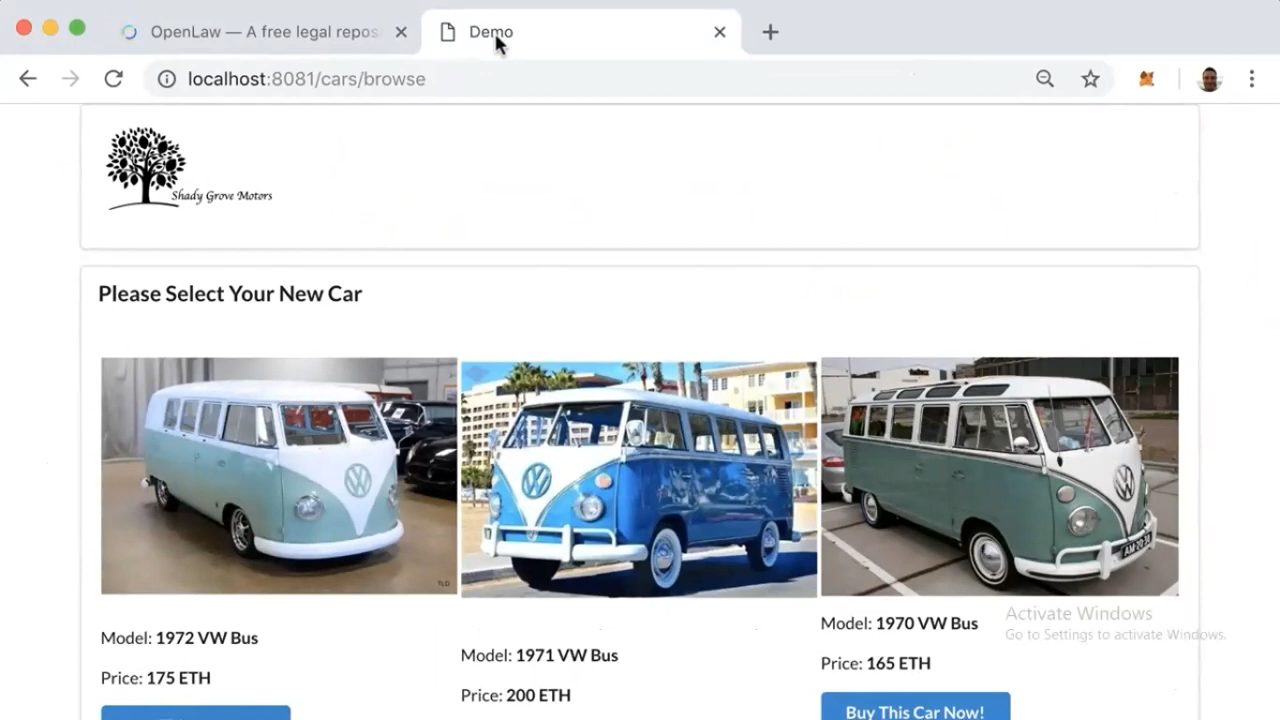 OpenLaw — A free legal repos
Demo
localhost:8081/cars/browse
Shady Grove Motors
Please Select Your New Car
TLD
Model: 1972 VW Bus
Price: 175 ETH
Model: 1971 VW Bus
Price: 200 ETH
Model: 1970 VW Bus
Price: 165 ETH
Buy This Car Now!
Activate Windows
Go to Settings to activate Windows.